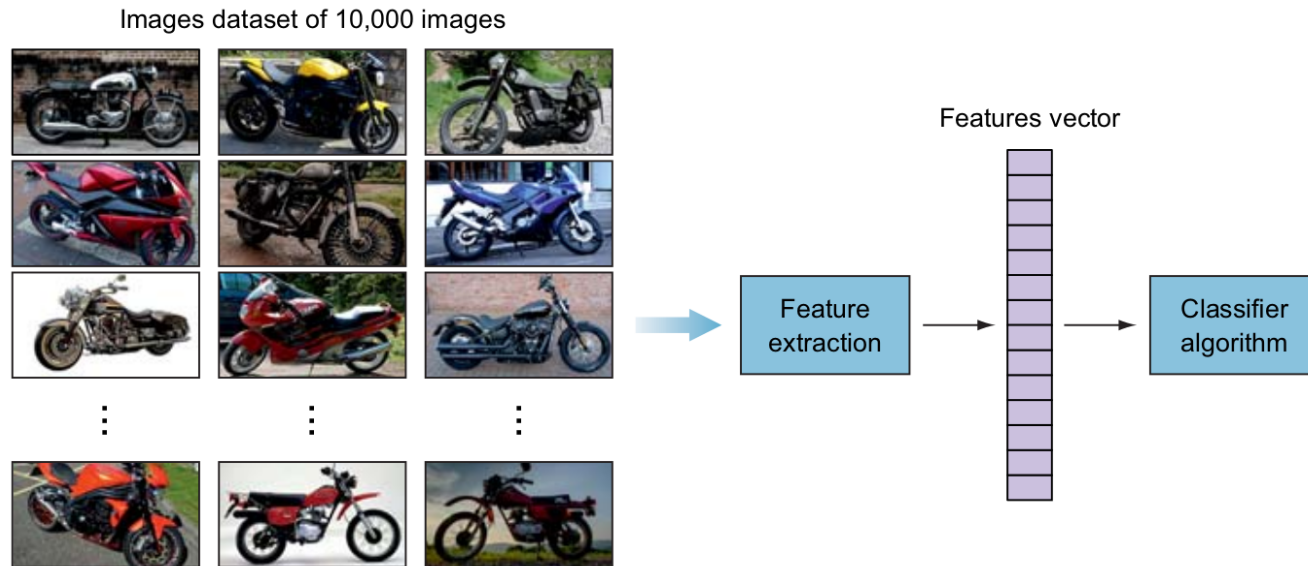 Images dataset of 10,000 images
Features vector
Feature
extraction
Classifier
algorithm